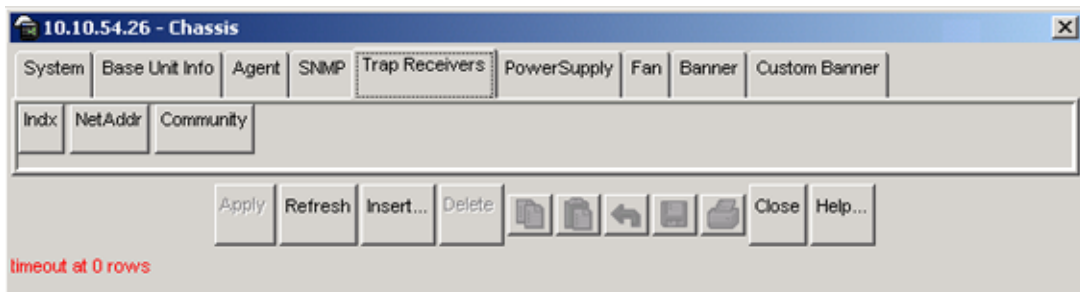 10.10.54.26 - Chassis
System Base Unit Info Agent SNMP Trap Receivers PowerSupply Fan Banner Custom Banner
Indx NetAddr Community
Apply Refresh Insert... Delete Close Help...
timeout at 0 rows